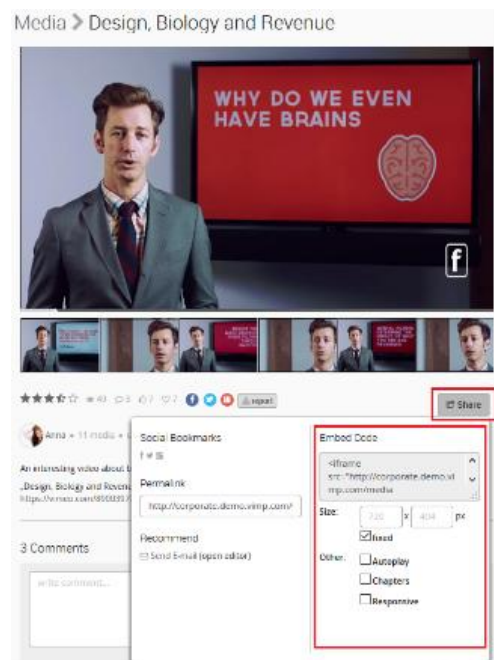 Media > Design, Biology and Revenue
WHY DO WE EVEN
HAVE BRAINS
f
report
Share
Anna • 11 media •
An interesting video about
„Design, Biology and Revenu
3 Comments
write comment...
Social Bookmarks
Permalink
http://corporate.demo.vimp.com/
Recommend
Send E-mail (open editor)
Embed Code
<iframe
src="http://corporate.demo.vi
mp.com/media
Size: 720 x 404 px
fixed
Other: Autoplay
Chapters
Responsive